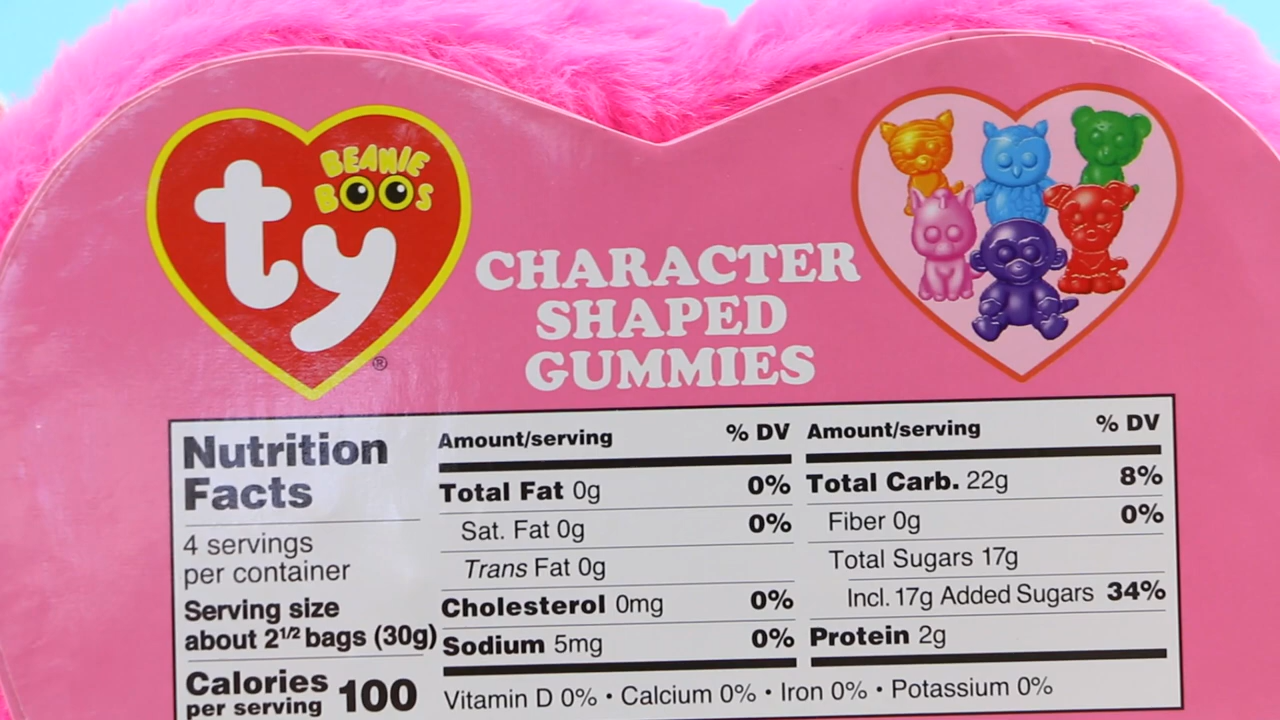 BEANIE
BOOS
ty
®
CHARACTER
SHAPED
GUMMIES
Nutrition
Facts
4 servings
per container
Serving size
about 2 1/2 bags (30g)
Calories
per serving 100
Amount/serving % DV
Total Fat 0g 0%
Sat. Fat 0g 0%
Trans Fat 0g
Cholesterol 0mg 0%
Sodium 5mg 0%
Amount/serving % DV
Total Carb. 22g 8%
Fiber 0g 0%
Total Sugars 17g
Incl. 17g Added Sugars 34%
Protein 2g
Vitamin D 0% • Calcium 0% • Iron 0% • Potassium 0%